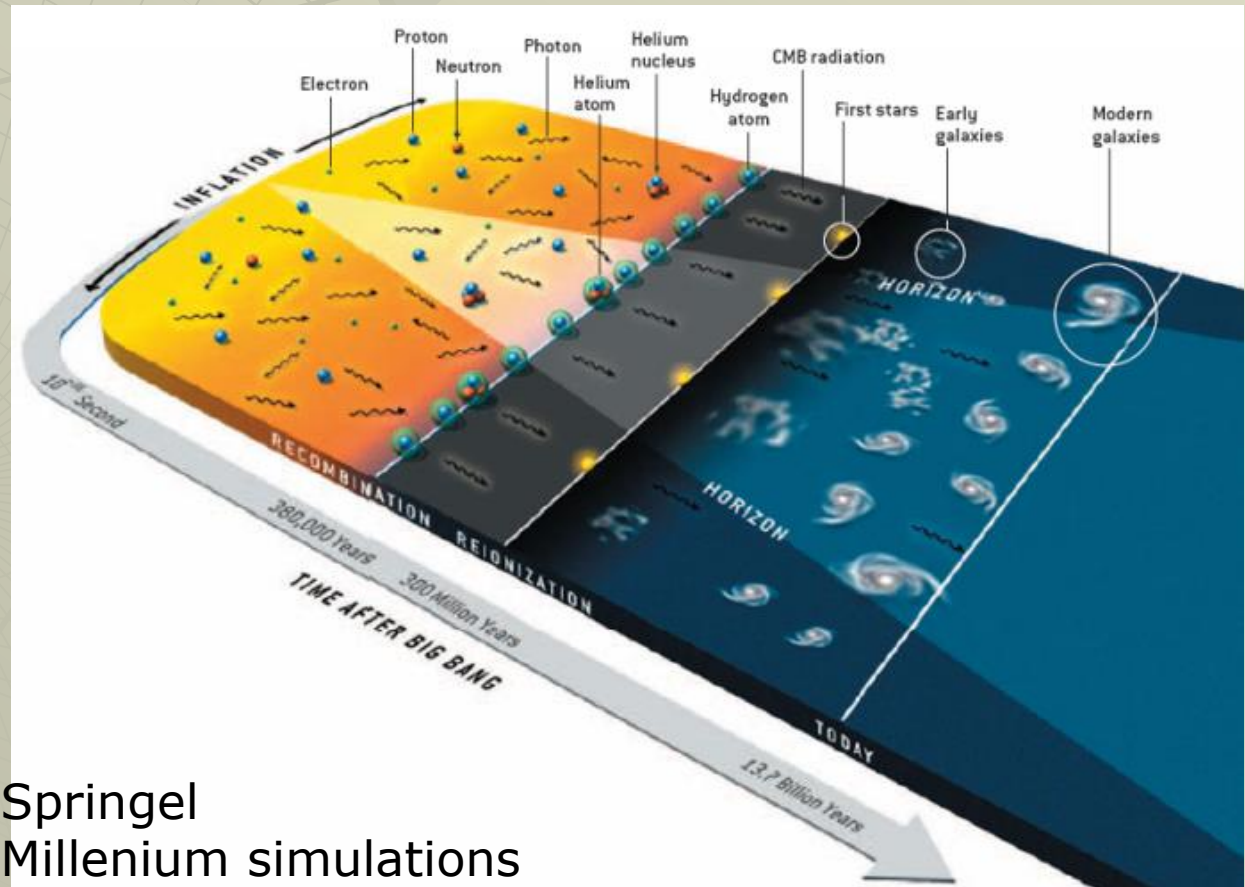 Proton
Neutron
Electron
Photon
Helium
atom
Helium
nucleus
Hydrogen
atom
CMB radiation
First stars
Early
galaxies
Modern
galaxies
INFLATION
HORIZON
HORIZON
Second
RECOMBINATION
380,000 Years
REIONIZATION
300 Million Years
TIME AFTER BIG BANG
TODAY
13.7 Billion Years
Springel
Millenium simulations